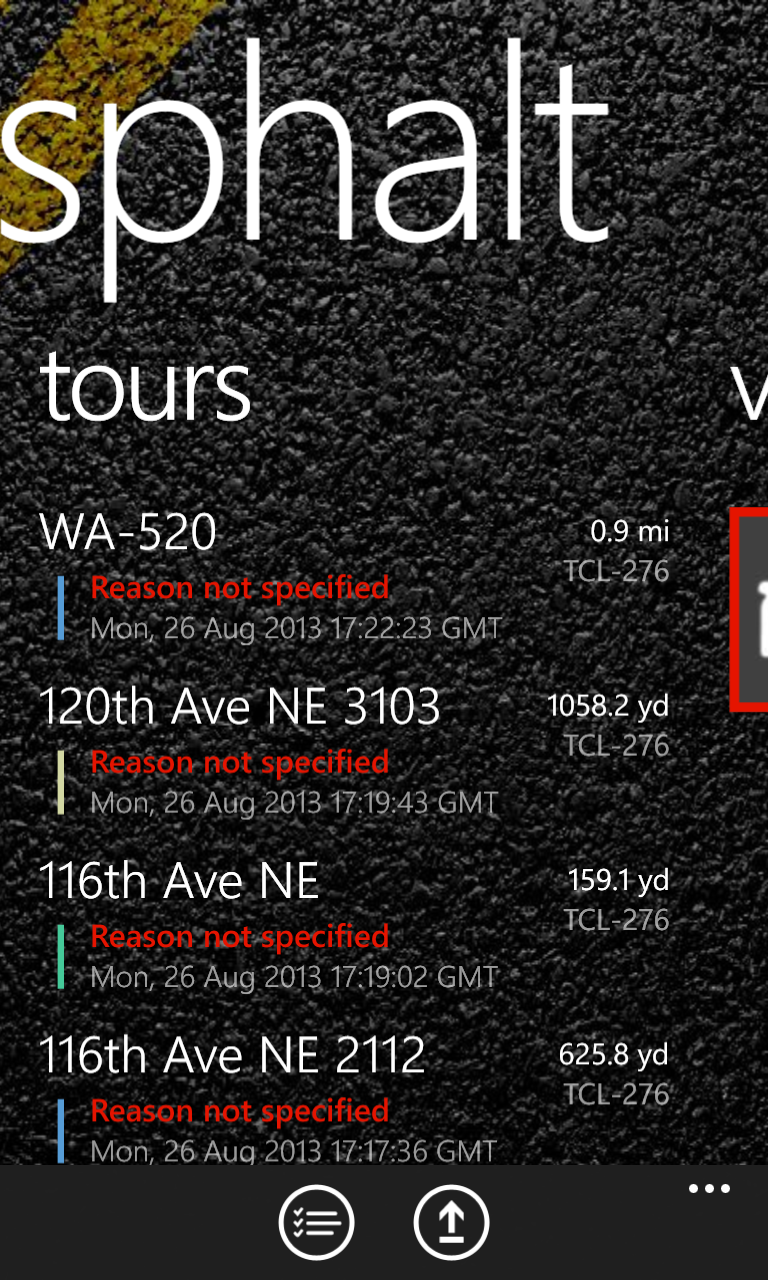 sphalt
tours
v
WA-520
0.9 mi
Reason not specified
TCL-276
Mon, 26 Aug 2013 17:22:23 GMT
120th Ave NE 3103
1058.2 yd
Reason not specified
TCL-276
Mon, 26 Aug 2013 17:19:43 GMT
116th Ave NE
159.1 yd
Reason not specified
TCL-276
Mon, 26 Aug 2013 17:19:02 GMT
116th Ave NE 2112
625.8 yd
Reason not specified
TCL-276
Mon, 26 Aug 2013 17:17:36 GMT